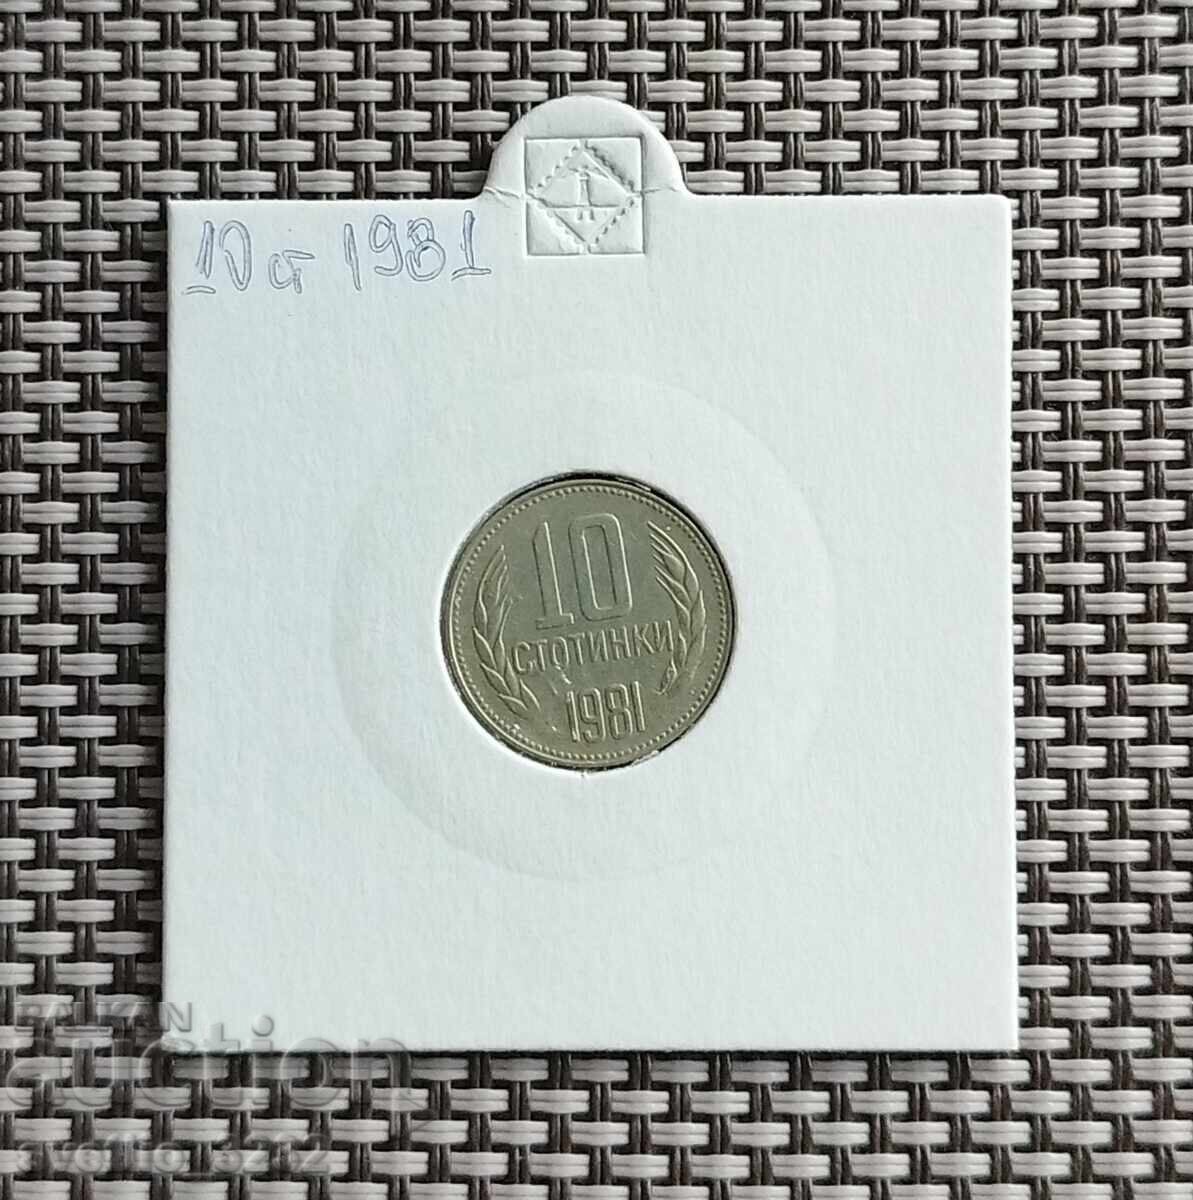 10 ст 1981
10
СТОТИНКИ
1981
BALKAN
auction